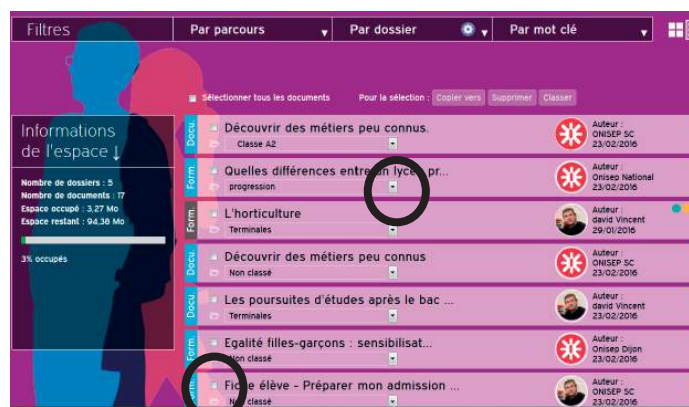 Filtres
Par parcours
Par dossier
Par mot clé
Sélectionner tous les documents
Pour la sélection :
Copier vers
Supprimer
Classer
Informations
de l'espace ↓
Nombre de dossiers : 5
Nombre de documents : 17
Espace occupé : 3,27 Mo
Espace restant : 94,38 Mo
3% occupés
Docu.
Découvrir des métiers peu connus.
Classe A2
Auteur :
ONISEP SC
23/02/2016
Form.
Quelles différences entre un lycée pr...
progression
Auteur :
Onisep National
23/02/2016
Form.
L'horticulture
Terminales
Auteur :
david Vincent
29/01/2016
Docu.
Découvrir des métiers peu connus
Non classé
Auteur :
ONISEP SC
23/02/2016
Docu.
Les poursuites d'études après le bac ...
Terminales
Auteur :
david Vincent
23/02/2016
Form.
Egalité filles-garçons : sensibilisat...
Non classé
Auteur :
Onisep Dijon
23/02/2016
Form.
Fiche élève - Préparer mon admission ...
Non classé
Auteur :
ONISEP SC
23/02/2016